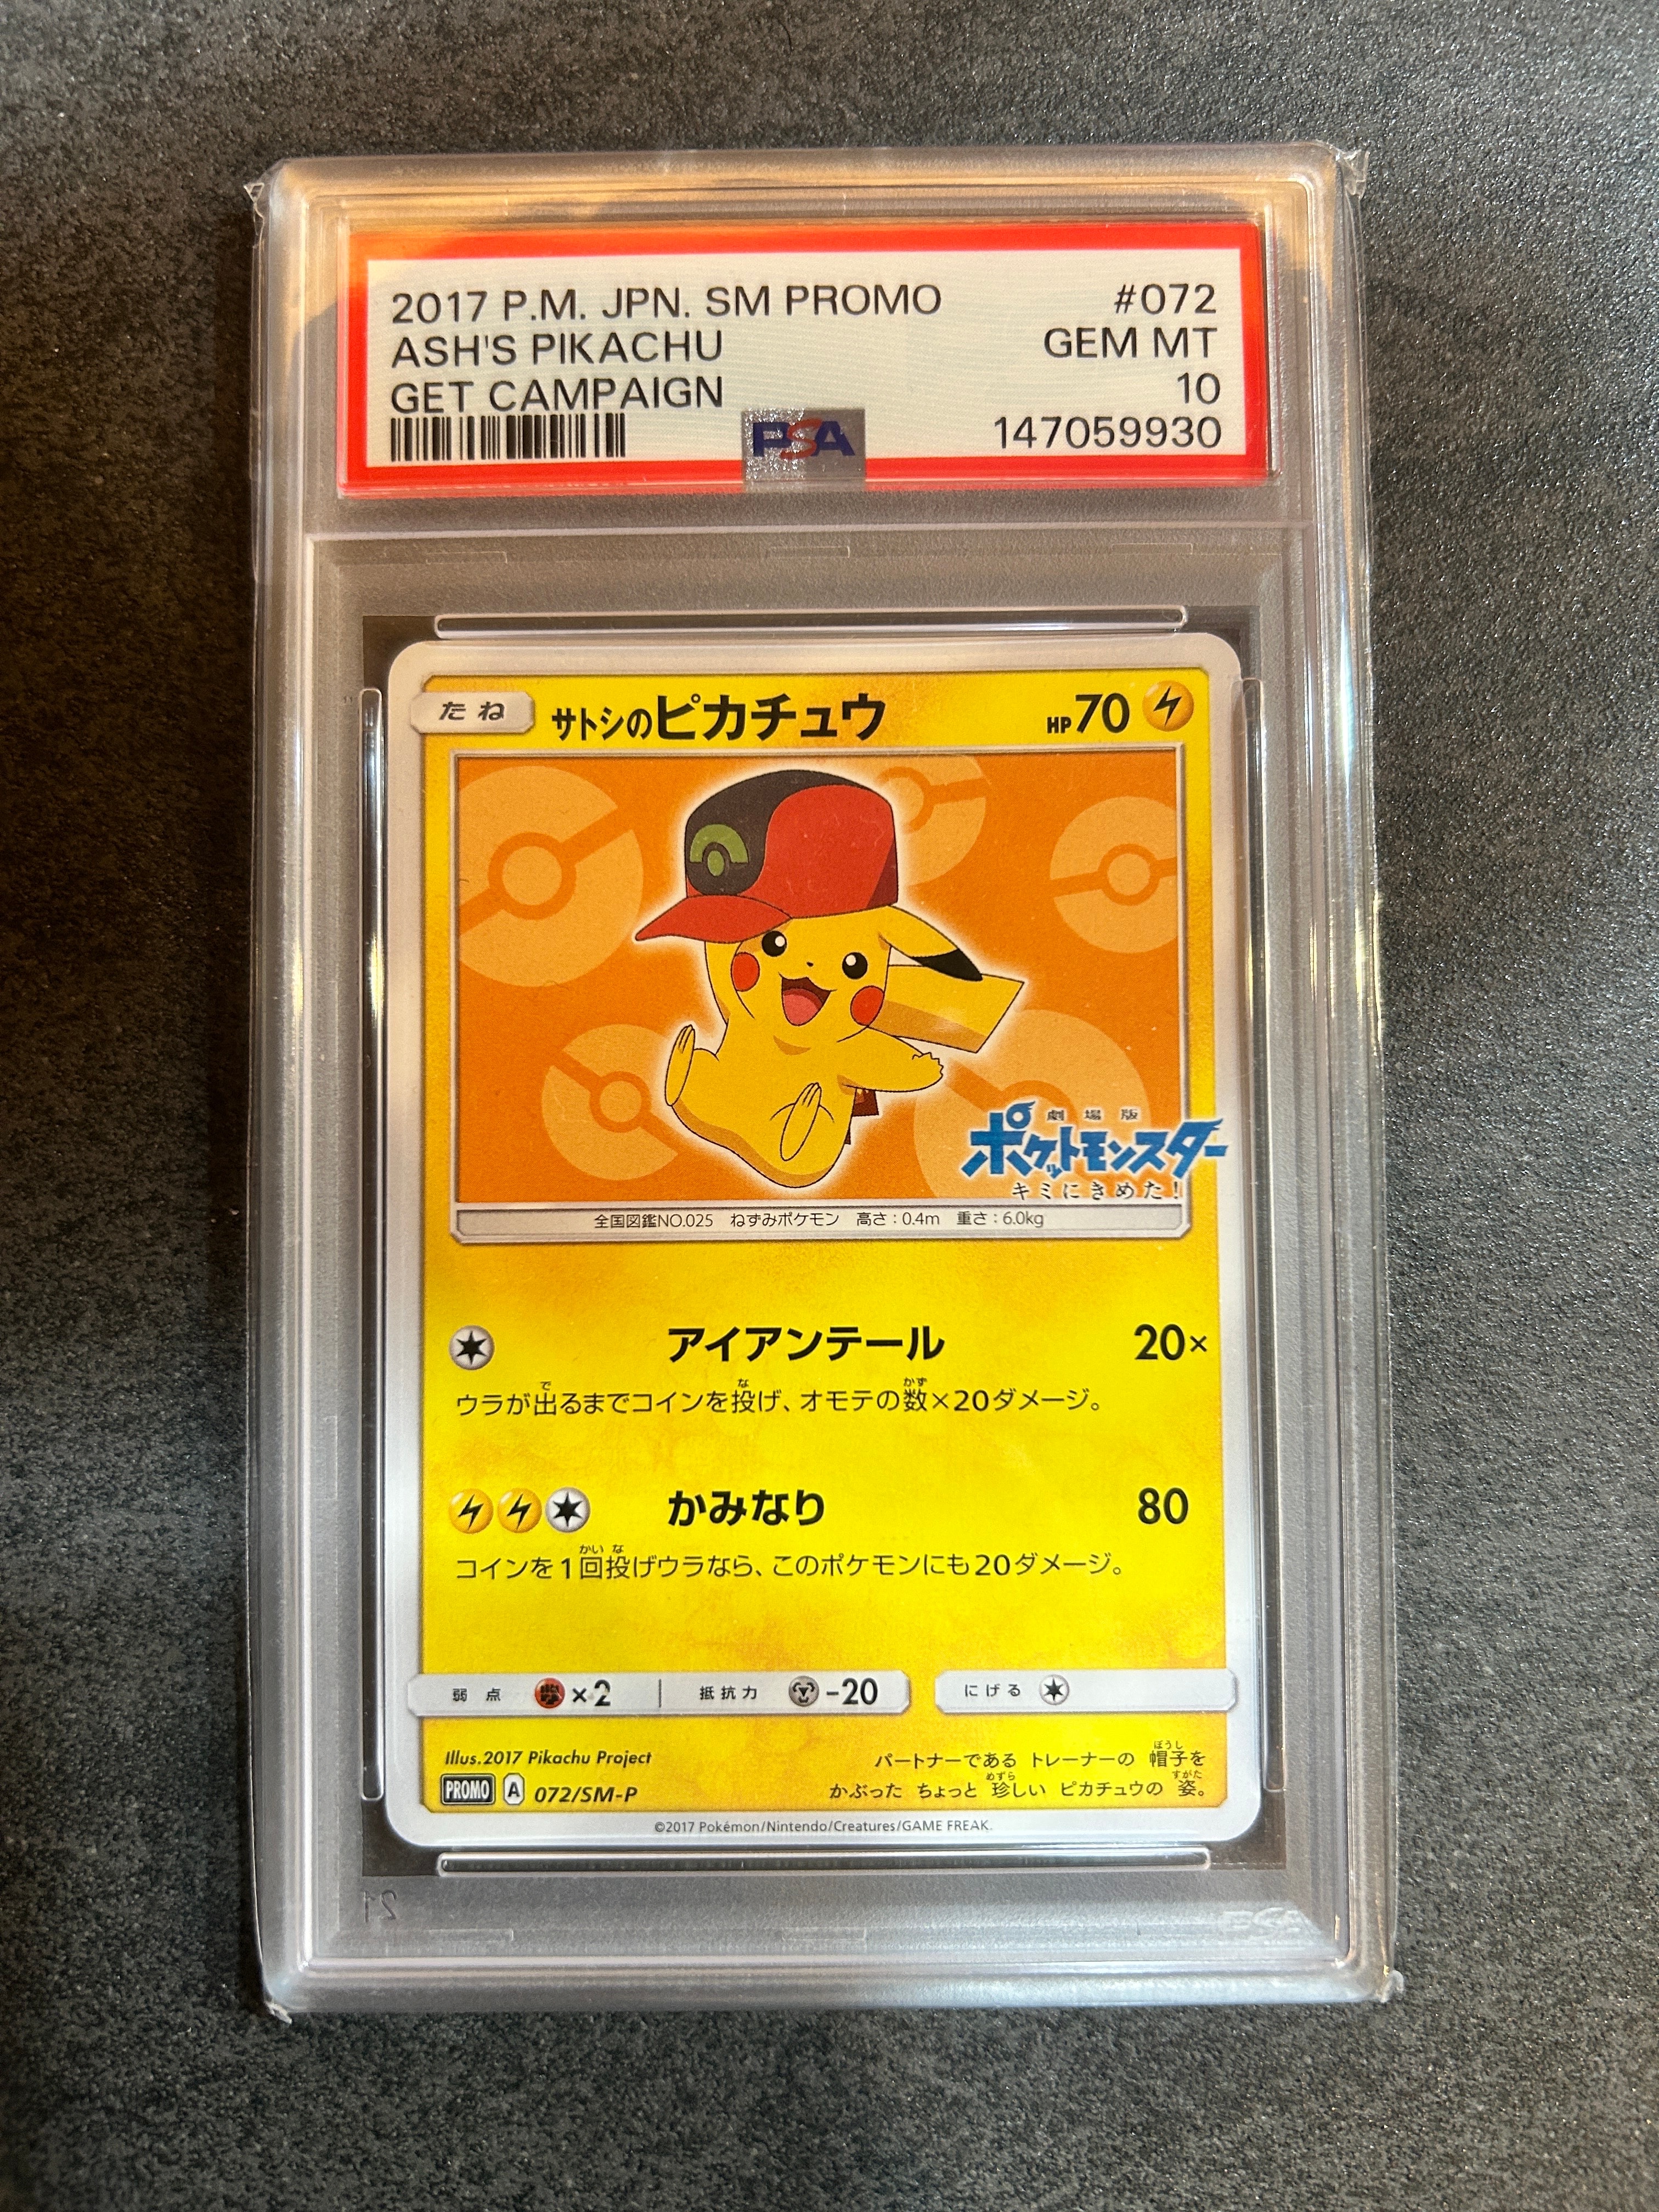 2017 P.M. JPN. SM PROMO #072
ASH'S PIKACHU GEM MT
GET CAMPAIGN 10
PSA 147059930
たね サトシのピカチュウ HP70
劇場版
ポケットモンスター
キミにきめた!
全国図鑑NO.025 ねずみポケモン 高さ:0.4m 重さ:6.0kg
アイアンテール 20×
ウラが出るまでコインを投げ、オモテの数×20ダメージ。
かみなり 80
コインを1回投げウラなら、このポケモンにも20ダメージ。
弱点 ×2 抵抗力 -20 にげる
Illus.2017 Pikachu Project
PROMO A 072/SM-P
パートナーである トレーナーの 帽子を
かぶった ちょっと 珍しい ピカチュウの 姿。
©2017 Pokémon/Nintendo/Creatures/GAME FREAK.
21
PSA